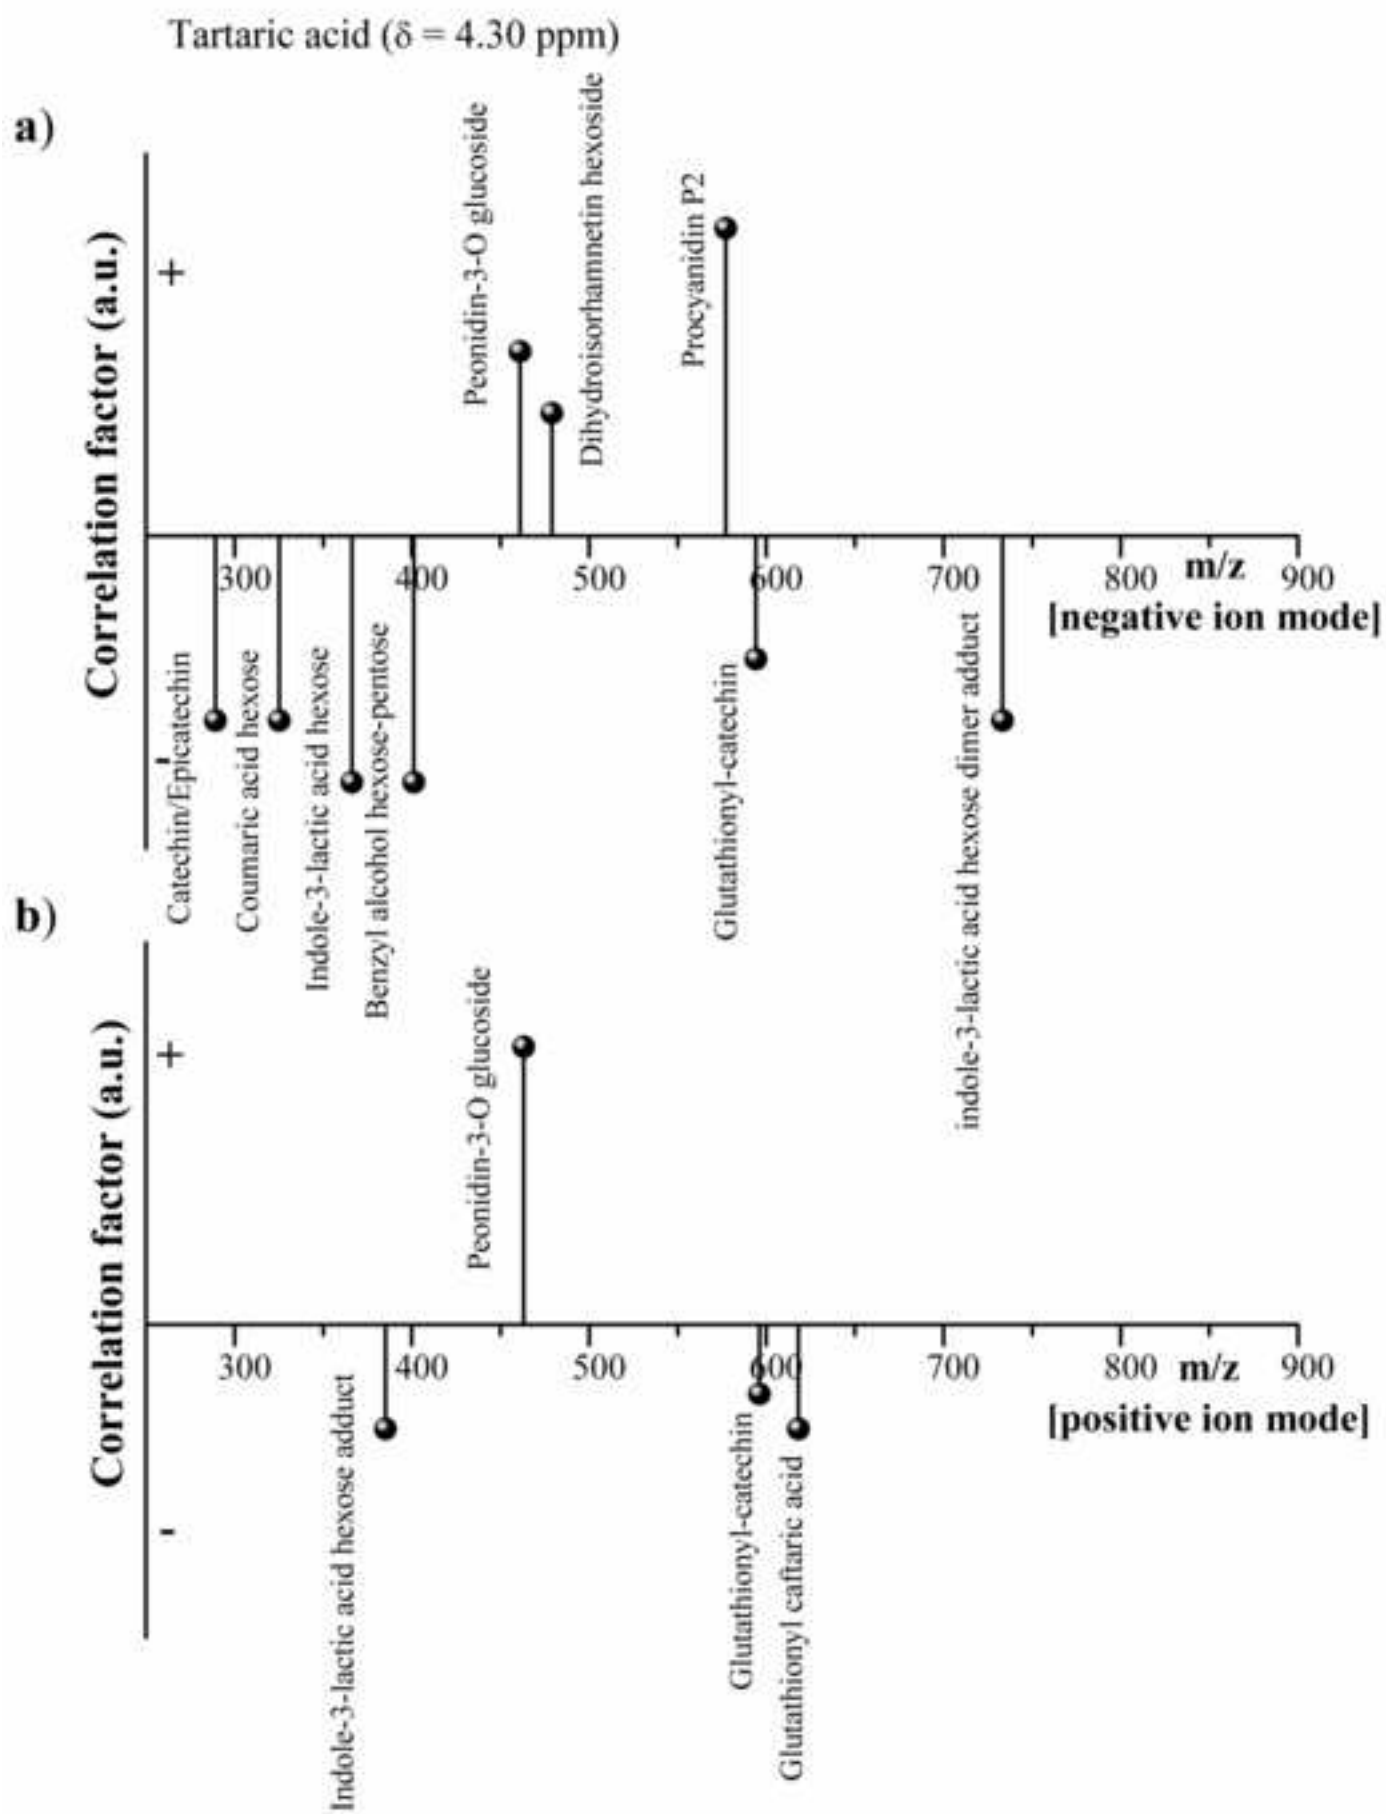 Tartaric acid (δ = 4.30 ppm)
a)
Correlation factor (a.u.)
+
-
Peonidin-3-O glucoside
Dihydroisorhamnetin hexoside
Procyanidin P2
300 400 500 600 700 800 m/z 900
[negative ion mode]
Catechin/Epicatechin
Coumaric acid hexose
Indole-3-lactic acid hexose
Benzyl alcohol hexose-pentose
Glutathionyl-catechin
indole-3-lactic acid hexose dimer adduct
b)
Correlation factor (a.u.)
+
-
Peonidin-3-O glucoside
300 400 500 600 700 800 m/z 900
[positive ion mode]
Indole-3-lactic acid hexose adduct
Glutathionyl-catechin
Glutathionyl caftaric acid